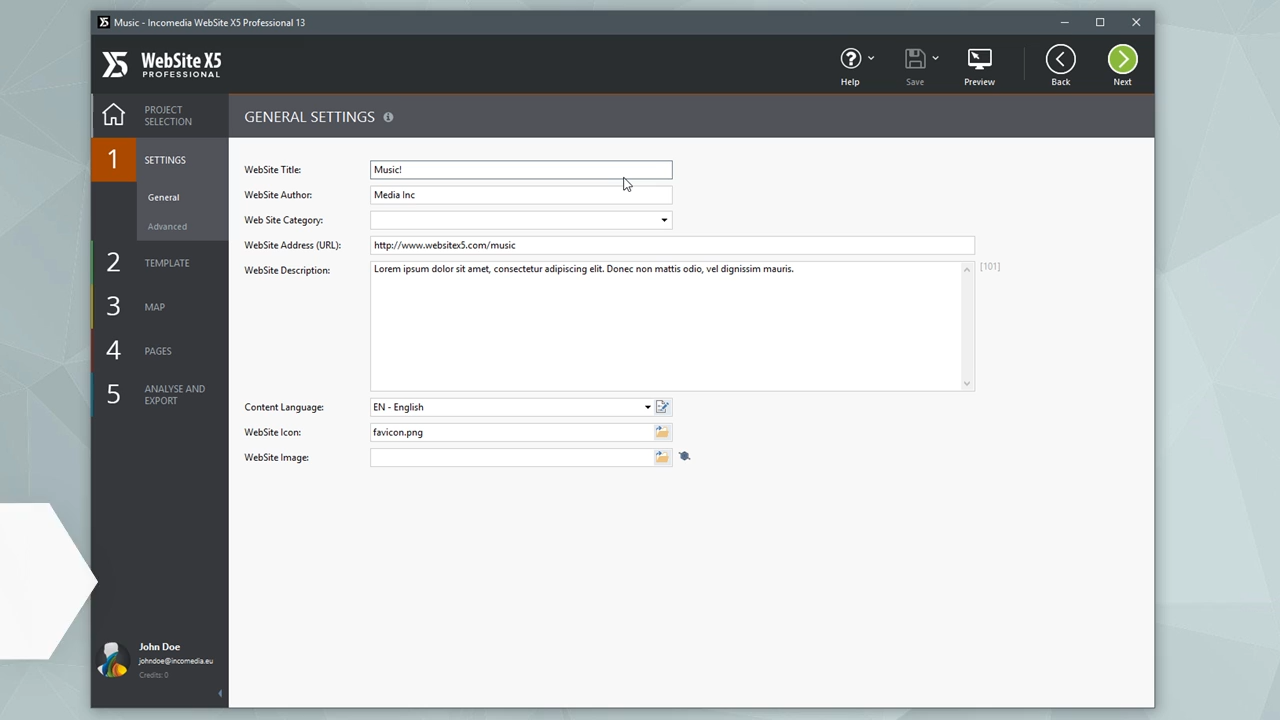 Music - Incomedia WebSite X5 Professional 13
WebSite X5
PROFESSIONAL
Help
Save
Preview
Back
Next
PROJECT
SELECTION
GENERAL SETTINGS
1
SETTINGS
General
Advanced
2
TEMPLATE
3
MAP
4
PAGES
5
ANALYSE AND
EXPORT
WebSite Title:
Music!
WebSite Author:
Media Inc
Web Site Category:
WebSite Address (URL):
http://www.websitex5.com/music
WebSite Description:
Lorem ipsum dolor sit amet, consectetur adipiscing elit. Donec non mattis odio, vel dignissim mauris.
[101]
Content Language:
EN - English
WebSite Icon:
favicon.png
WebSite Image:
John Doe
johndoe@incomedia.eu
Credits: 0